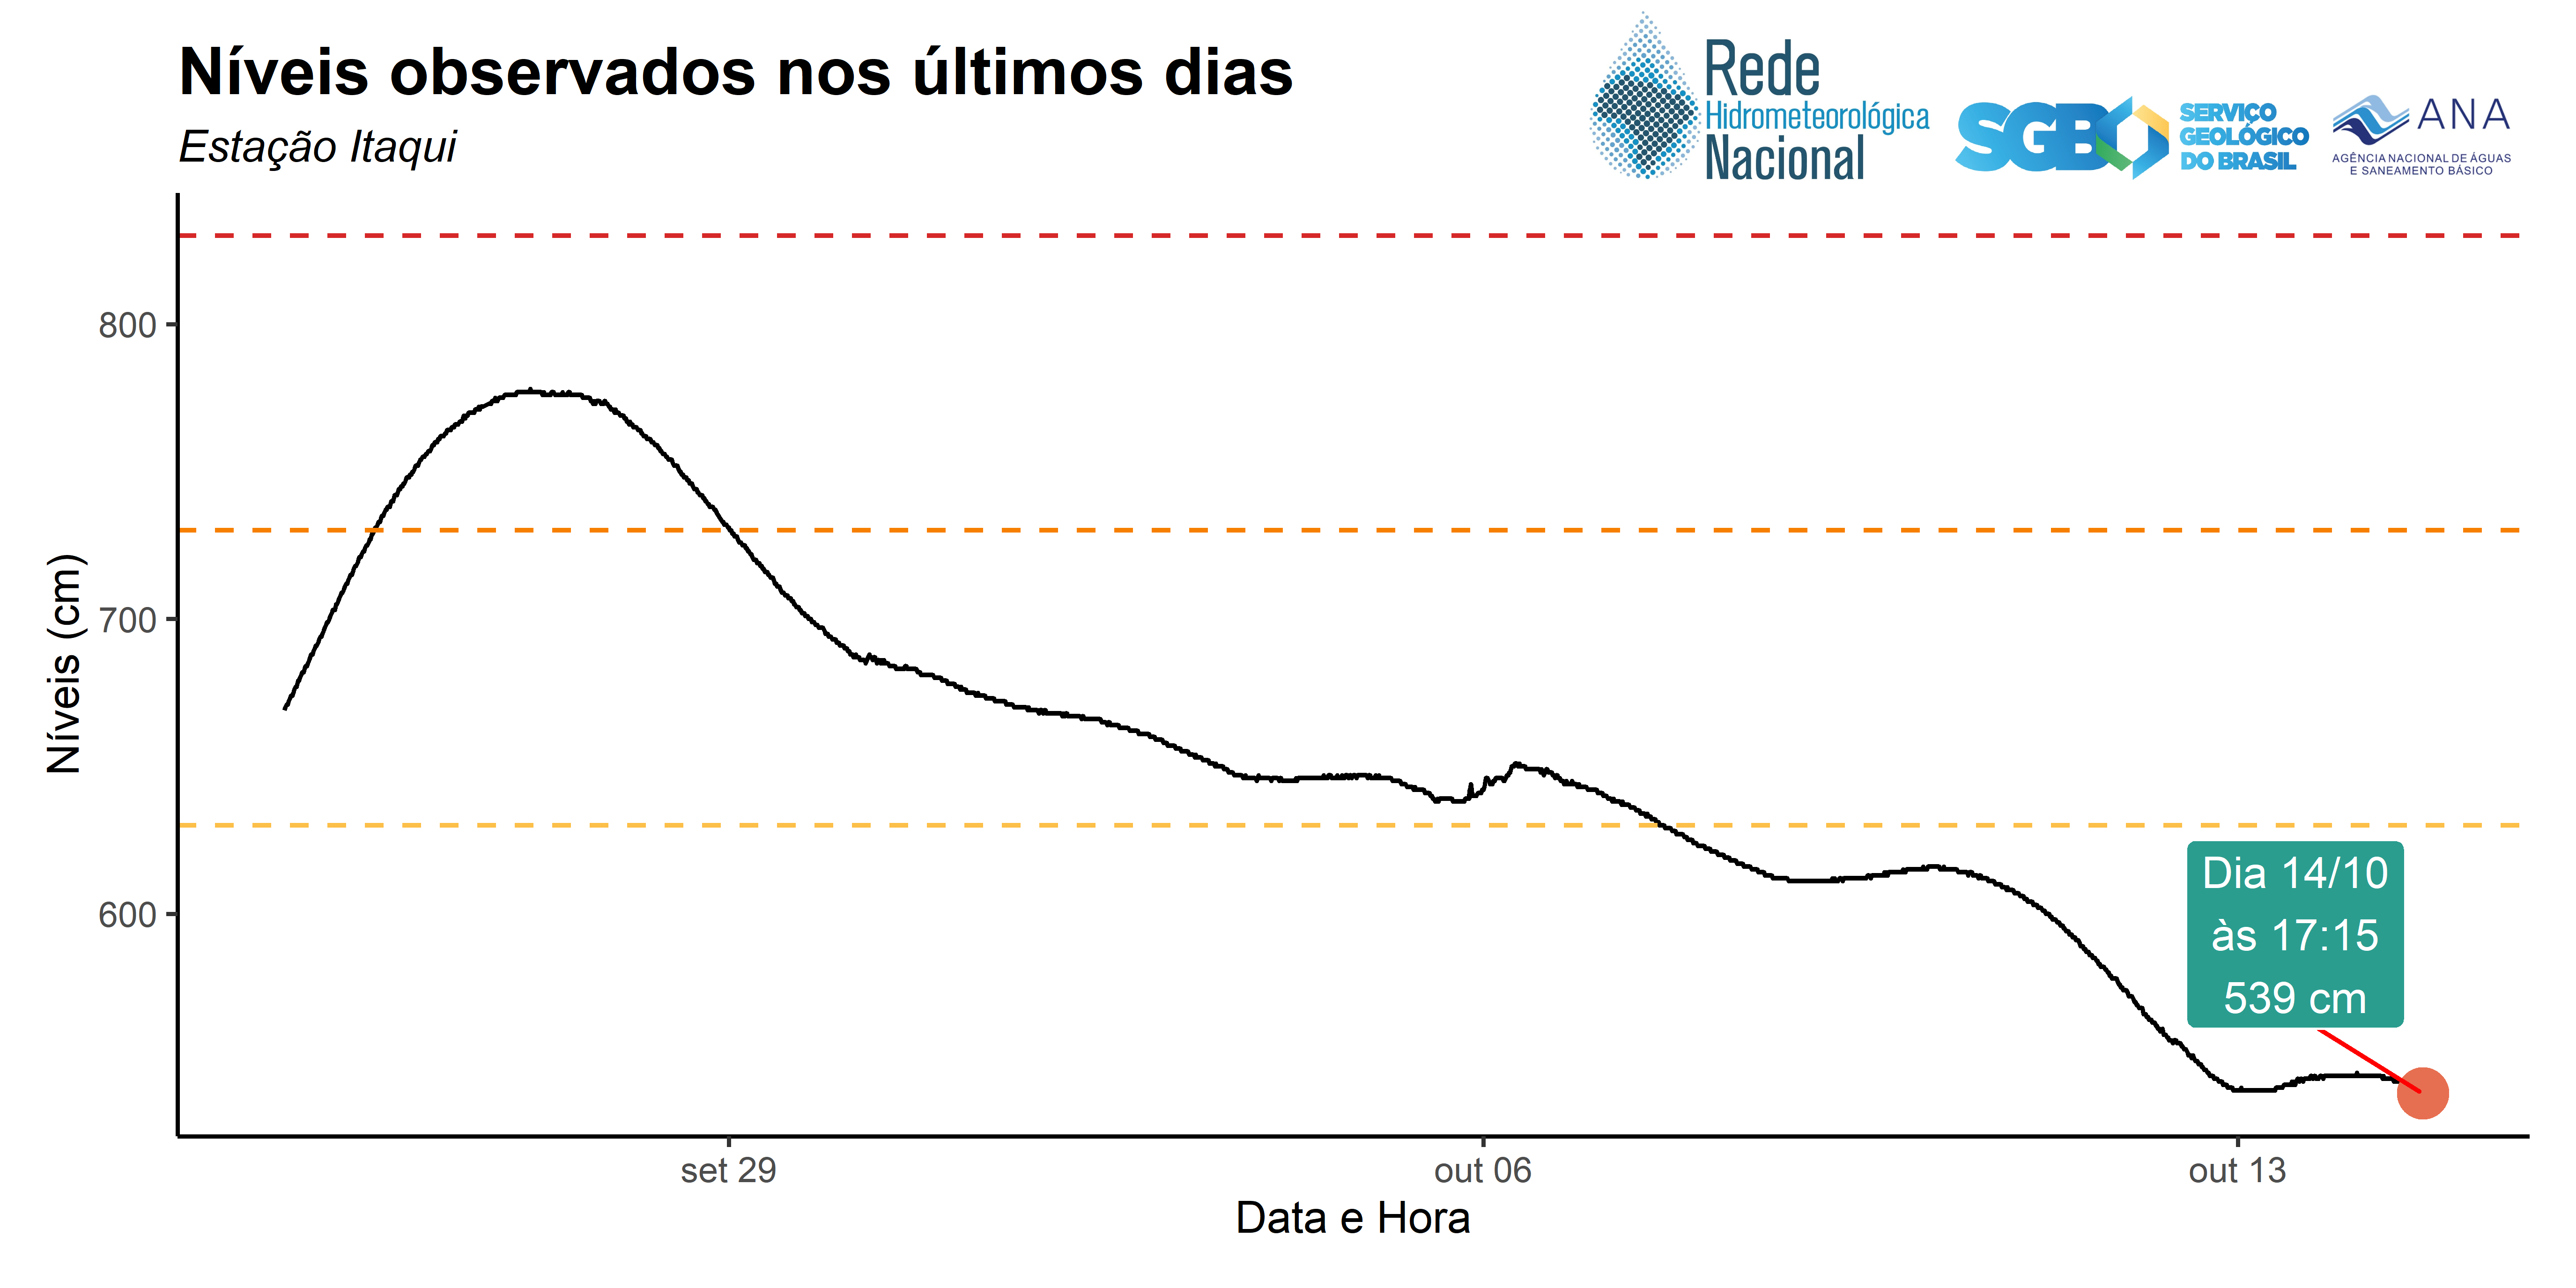 Níveis observados nos últimos dias
Estação Itaqui
Rede
Hidrometeorológica
Nacional
SGB
SERVIÇO
GEOLÓGICO
DO BRASIL
ANA
AGÊNCIA NACIONAL DE ÁGUAS
E SANEAMENTO BÁSICO
Níveis (cm)
800
700
600
Dia 14/10
às 17:15
539 cm
set 29
out 06
out 13
Data e Hora